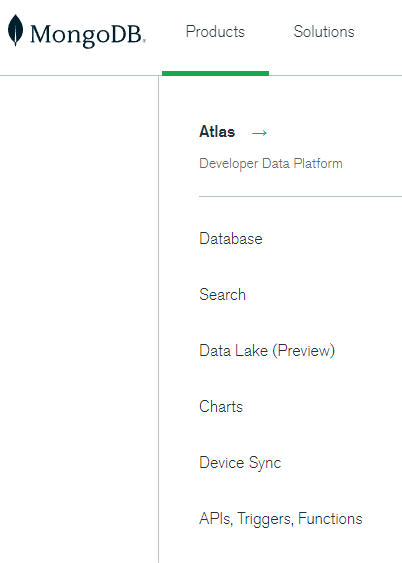 MongoDB.
Products
Solutions
Atlas →
Developer Data Platform
Database
Search
Data Lake (Preview)
Charts
Device Sync
APIs, Triggers, Functions